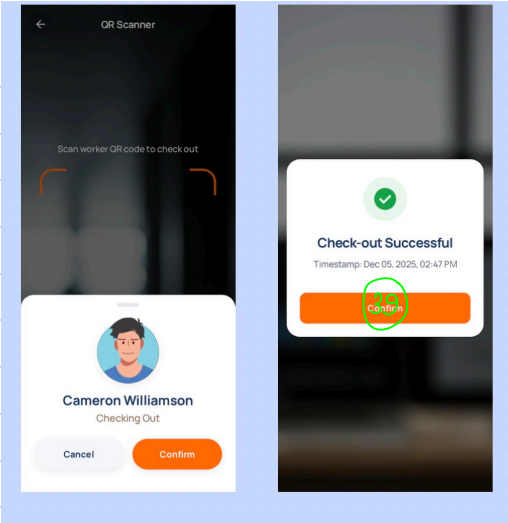 QR Scanner
Scan worker QR code to check out
Cameron Williamson
Checking Out
Cancel
Confirm
Check-out Successful
Timestamp: Dec 05, 2025, 02:47 PM
Confirm
29